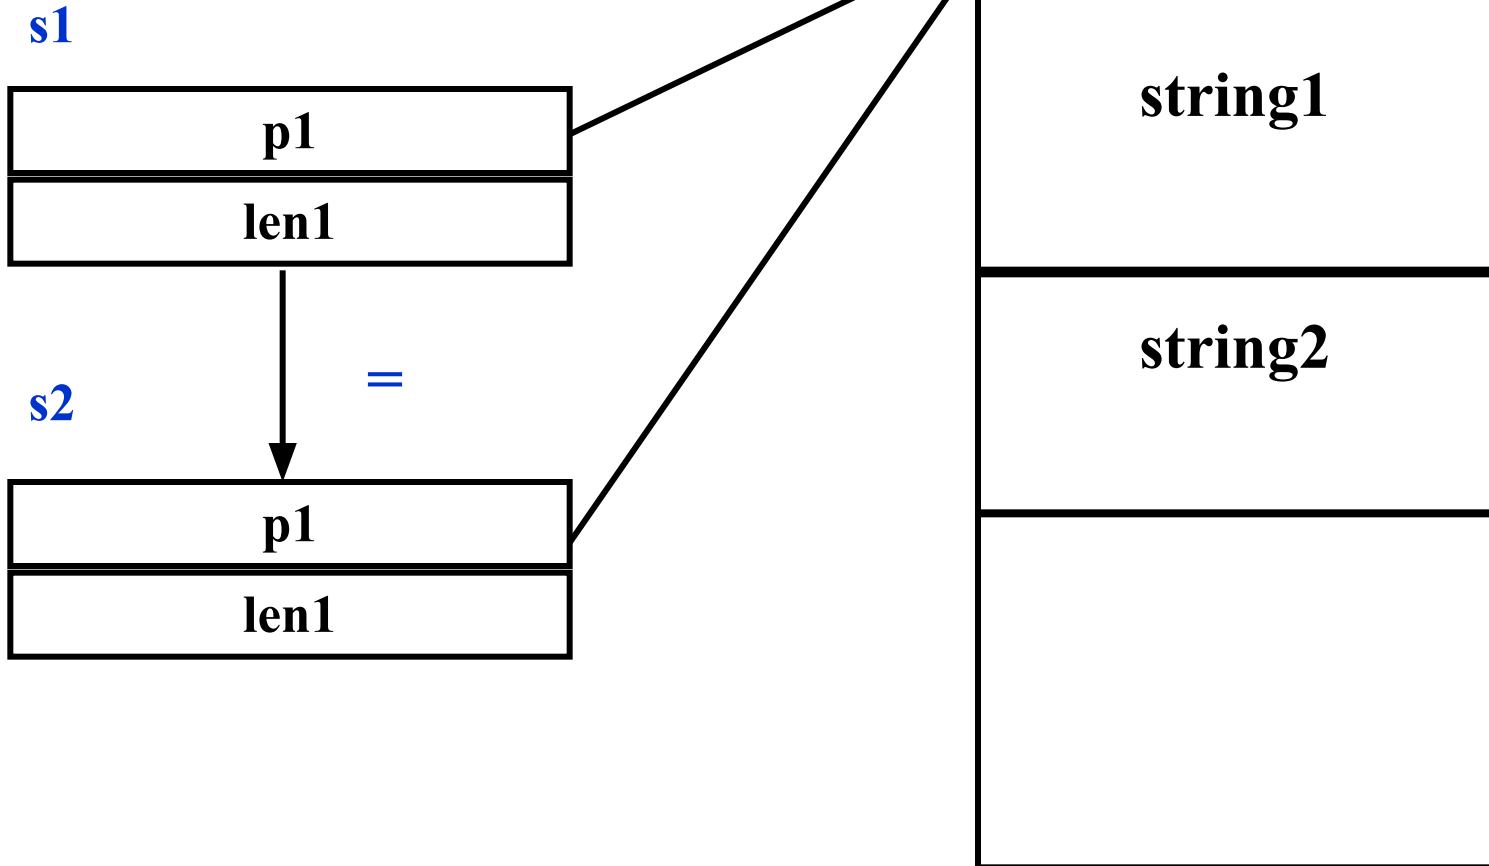 s1
p1
len1
=
s2
p1
len1
string1
string2